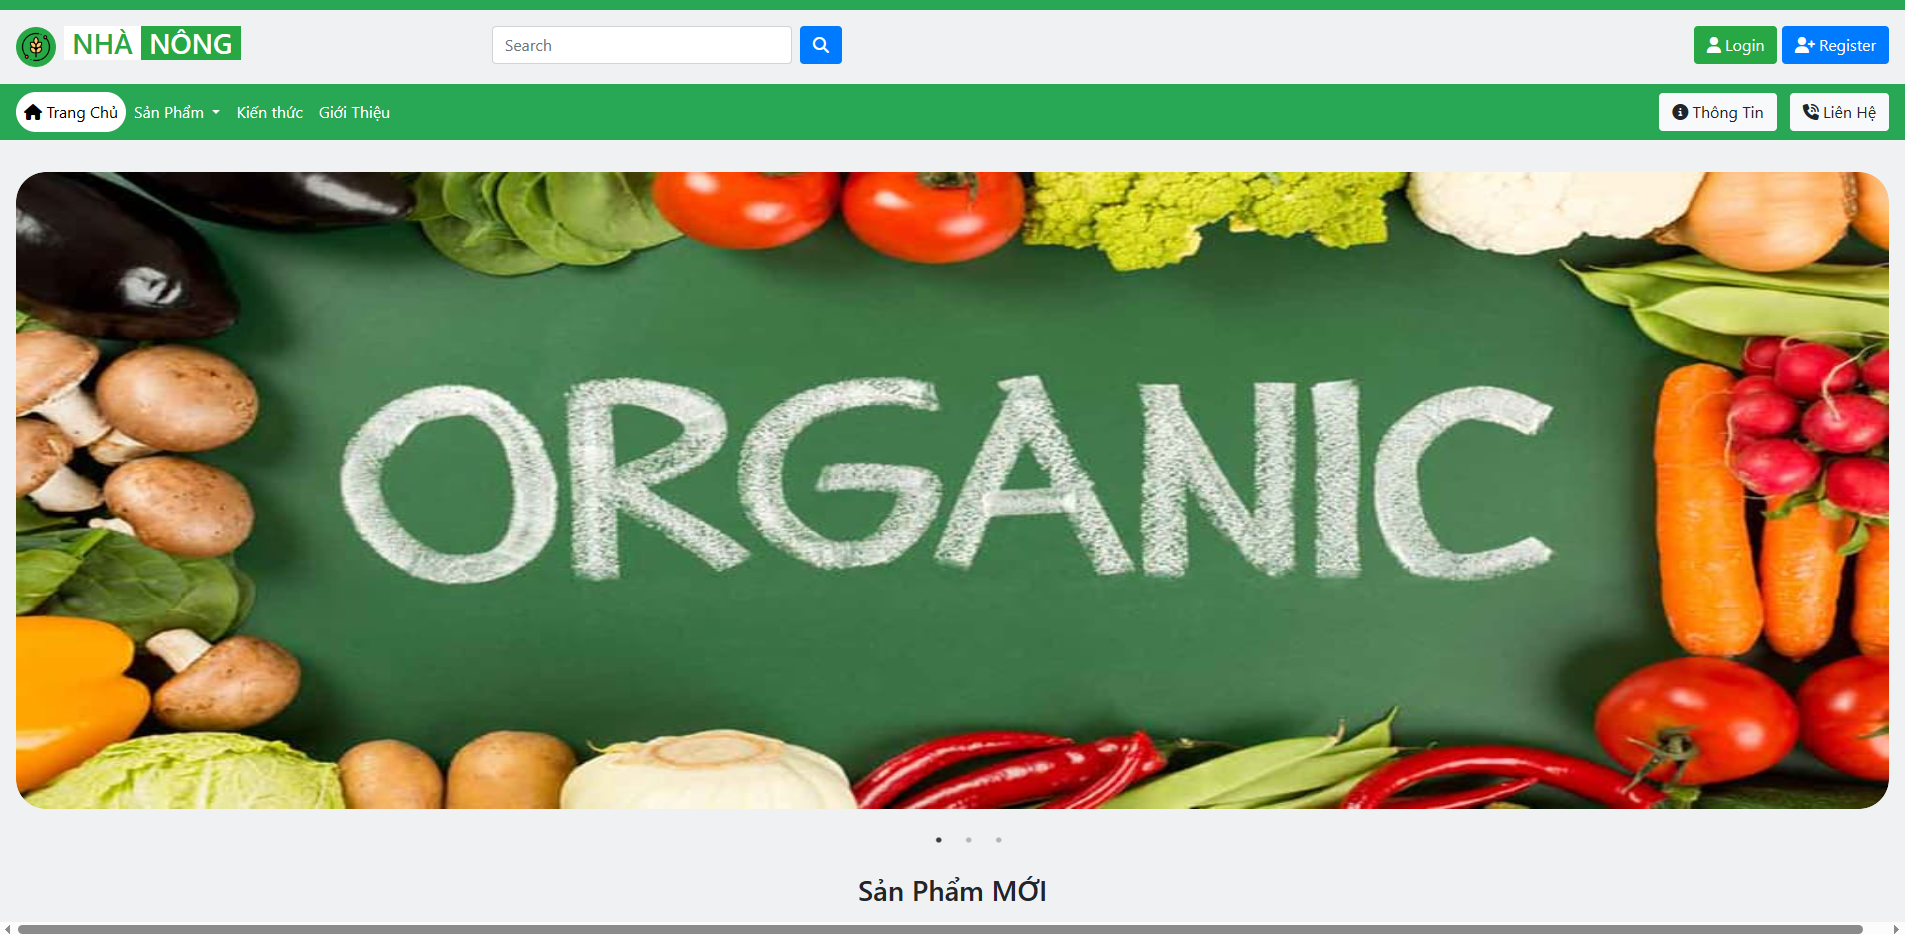 NHÀ NÔNG
Search
Login
Register
Trang Chủ
Sản Phẩm
Kiến thức
Giới Thiệu
Thông Tin
Liên Hệ
ORGANIC
Sản Phẩm MỚI